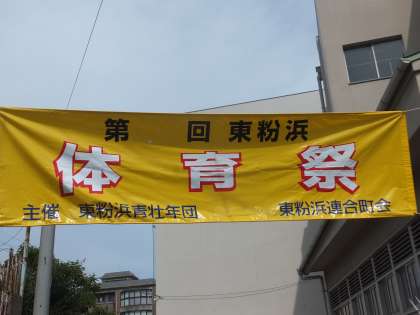 第 回 東粉浜
体育祭
主催 東粉浜青壮年団 東粉浜連合町会